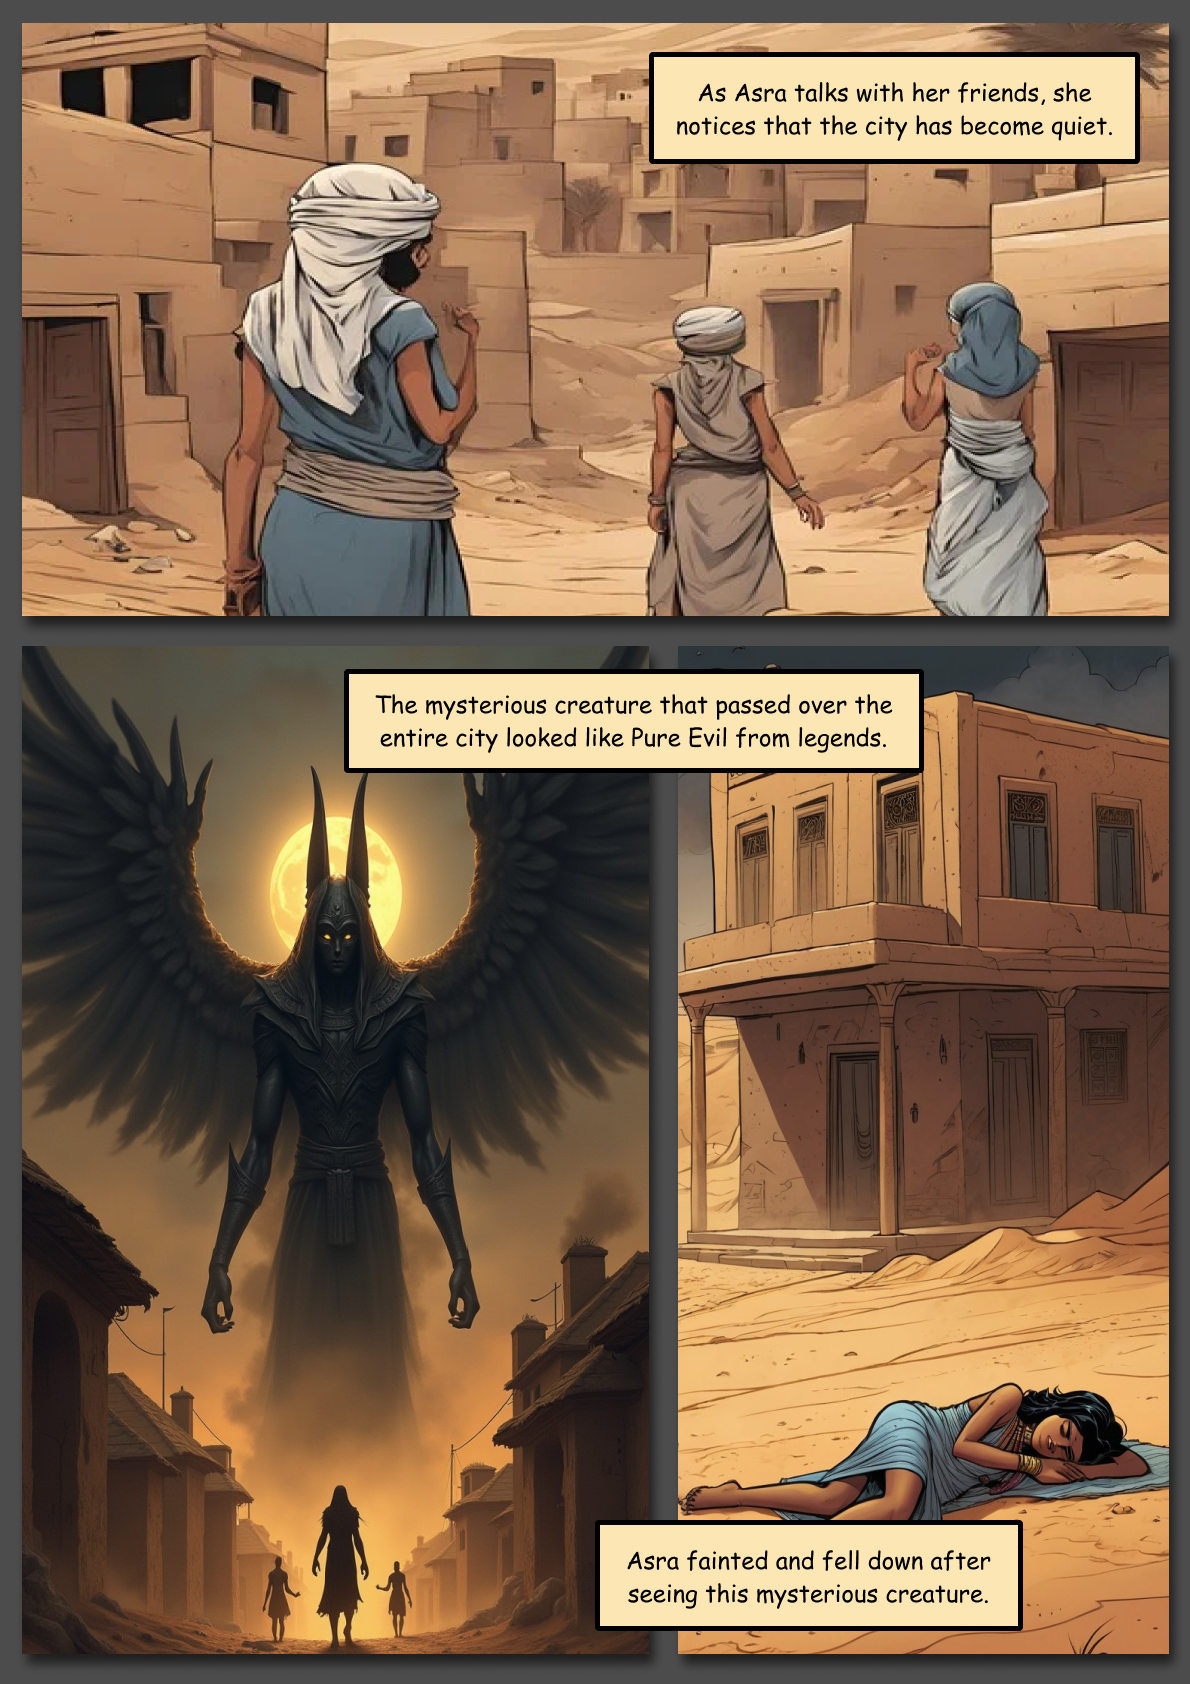 As Asra talks with her friends, she
notices that the city has become quiet.
The mysterious creature that passed over the
entire city looked like Pure Evil from legends.
Asra fainted and fell down after
seeing this mysterious creature.